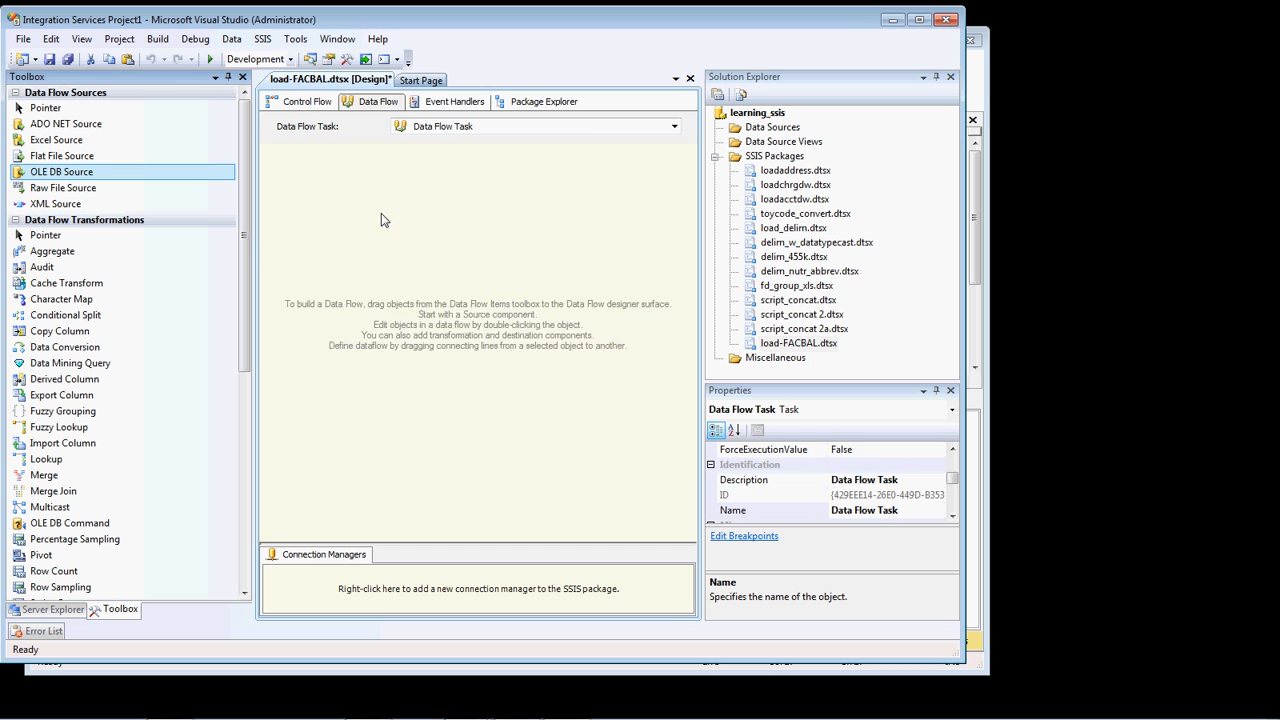 Integration Services Project1 - Microsoft Visual Studio (Administrator)
File Edit View Project Build Debug Data SSIS Tools Window Help
Development
Toolbox
Data Flow Sources
Pointer
ADO NET Source
Excel Source
Flat File Source
OLE DB Source
Raw File Source
XML Source
Data Flow Transformations
Pointer
Aggregate
Audit
Cache Transform
Character Map
Conditional Split
Copy Column
Data Conversion
Data Mining Query
Derived Column
Export Column
Fuzzy Grouping
Fuzzy Lookup
Import Column
Lookup
Merge
Merge Join
Multicast
OLE DB Command
Percentage Sampling
Pivot
Row Count
Row Sampling
Server Explorer Toolbox
Error List
Ready
load-FACBAL.dtsx [Design]* Start Page
Control Flow Data Flow Event Handlers Package Explorer
Data Flow Task: Data Flow Task
To build a Data Flow, drag objects from the Data Flow Items toolbox to the Data Flow designer surface.
Start with a Source component.
Edit objects in a data flow by double-clicking the object.
You can also add transformation and destination components.
Define dataflow by dragging connecting lines from a selected object to another.
Connection Managers
Right-click here to add a new connection manager to the SSIS package.
Solution Explorer
learning_ssis
Data Sources
Data Source Views
SSIS Packages
loadaddress.dtsx
loadchrgdw.dtsx
loadacctdw.dtsx
toycode_convert.dtsx
load_delirn.dtsx
delirn_w_datatypecast.dtsx
delirn_455k.dtsx
delirn_nutr_abbrev.dtsx
fd_group_xls.dtsx
script_concat.dtsx
script_concat 2.dtsx
script_concat 2a.dtsx
load-FACBAL.dtsx
Miscellaneous
Properties
Data Flow Task Task
ForceExecutionValue False
Identification
Description Data Flow Task
ID {429EEE14-26E0-449D-B353
Name Data Flow Task
Edit Breakpoints
Name
Specifies the name of the object.